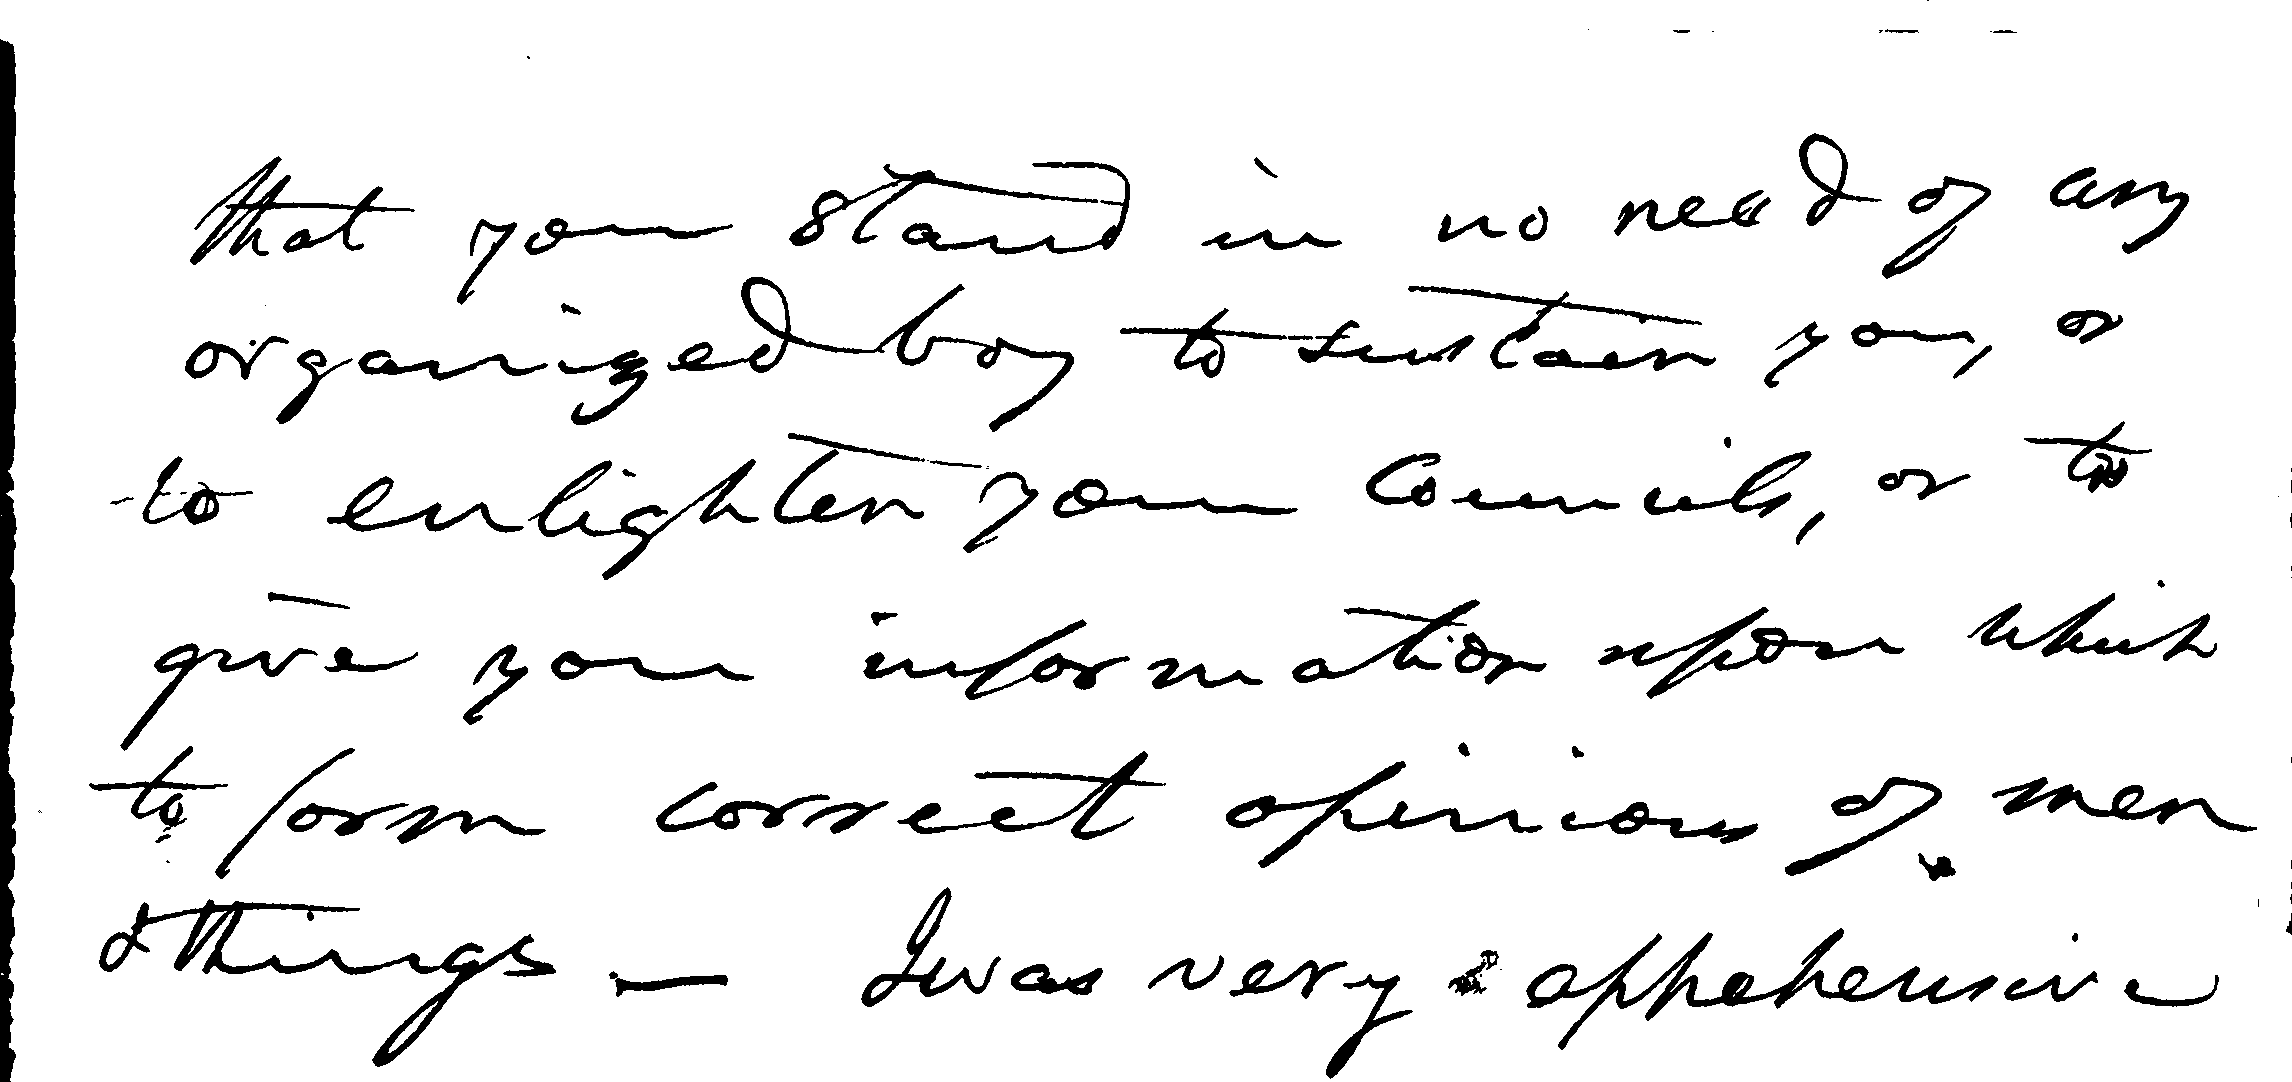 that you stand in no need of any
organized boy to sustain you, or
to enlighten your Councils, or to
give you information upon which
to form correct opinions of men
& things — I was very apprehensive